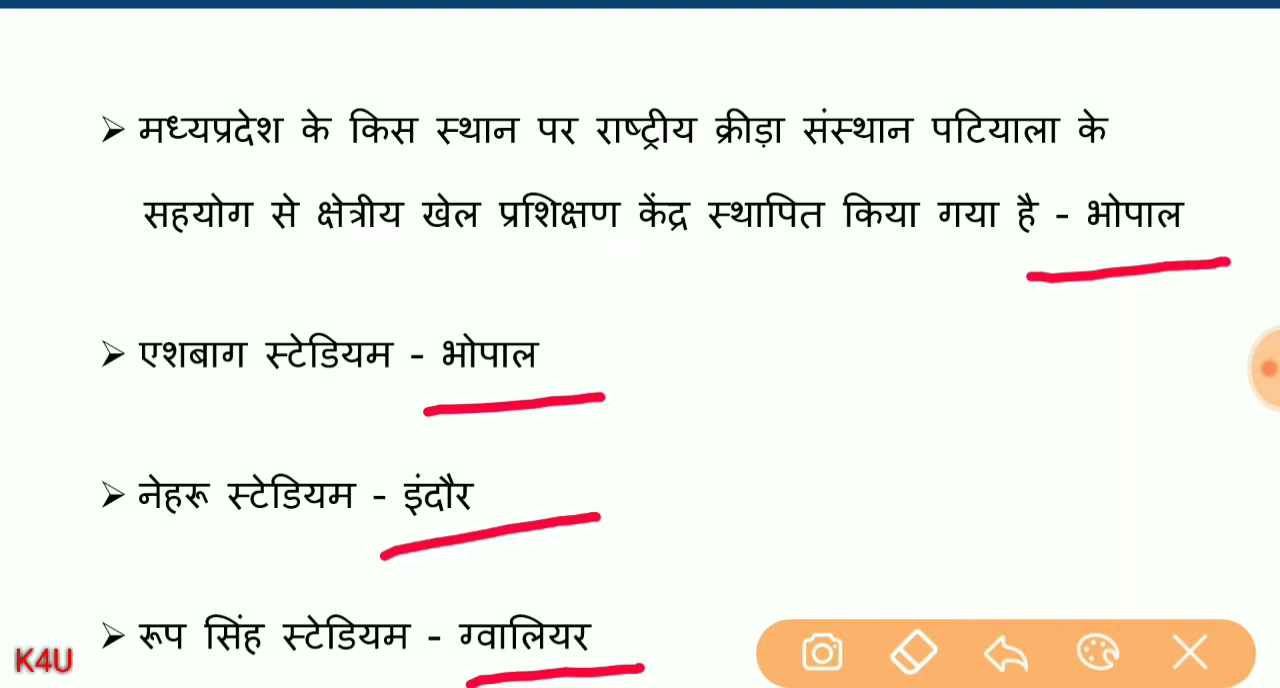 ➢ मध्यप्रदेश के किस स्थान पर राष्ट्रीय क्रीड़ा संस्थान पटियाला के
सहयोग से क्षेत्रीय खेल प्रशिक्षण केंद्र स्थापित किया गया है - भोपाल
➢ एशबाग स्टेडियम - भोपाल
➢ नेहरू स्टेडियम - इंदौर
➢ रूप सिंह स्टेडियम - ग्वालियर
K4U